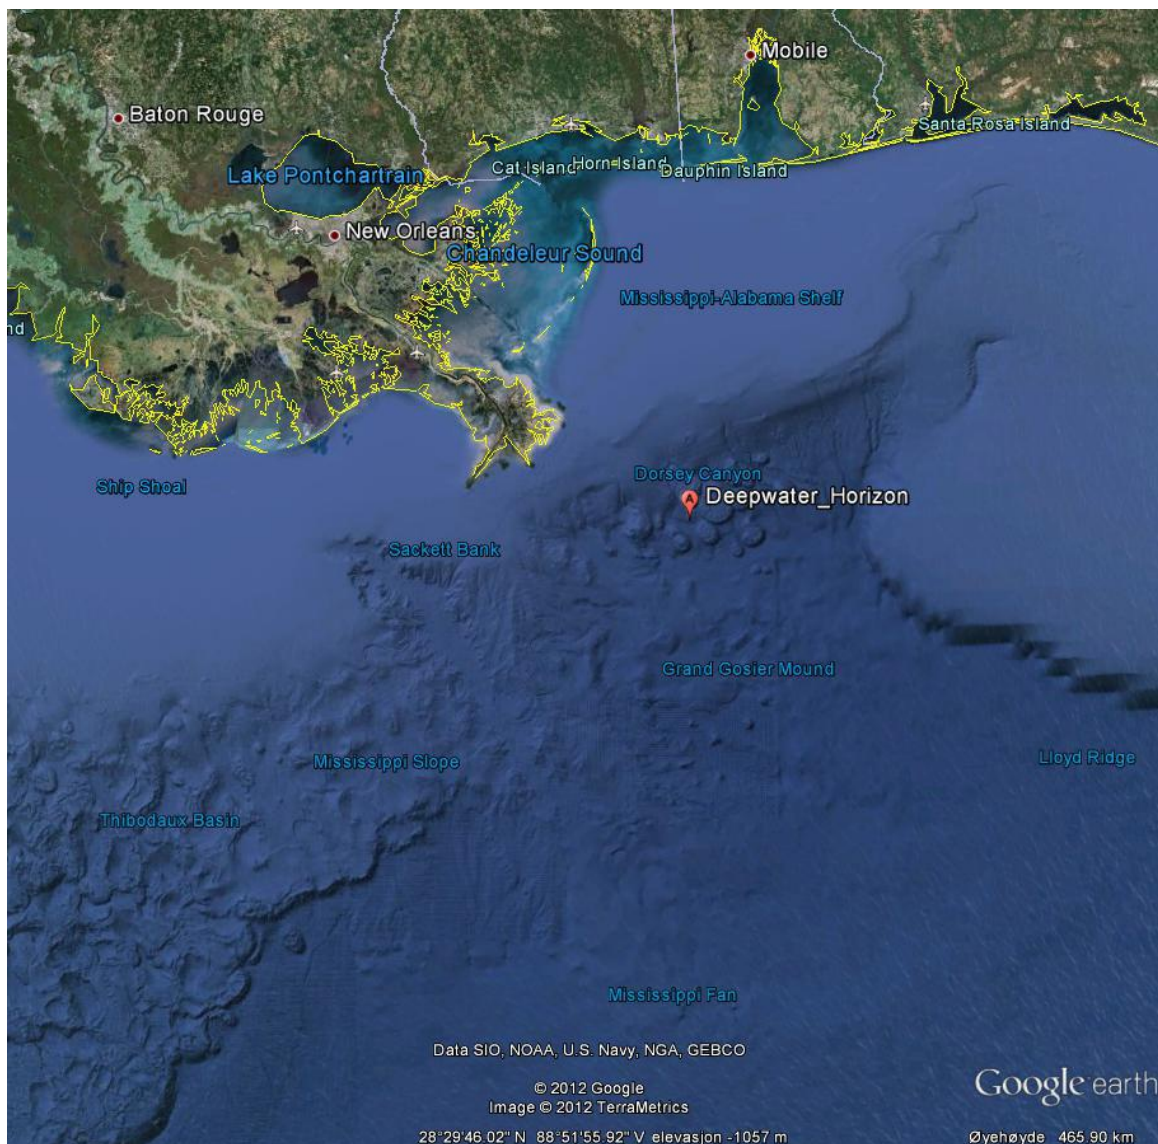 Mobile
Baton Rouge
Santa Rosa Island
Cat Island
Horn Island
Dauphin Island
Lake Pontchartrain
New Orleans
Chandeleur Sound
Mississippi-Alabama Shelf
nd
Dorsey Canyon
Ship Shoal
A
Deepwater_Horizon
Sackett Bank
Grand Gosier Mound
Mississippi Slope
Lloyd Ridge
Thibodaux Basin
Mississippi Fan
Data SIO, NOAA, U.S. Navy, NGA, GEBCO
© 2012 Google
Image © 2012 TerraMetrics
Google earth
28°29'46.02" N 88°51'55.92" V elevasjon -1057 m
Øyehøyde 465.90 km